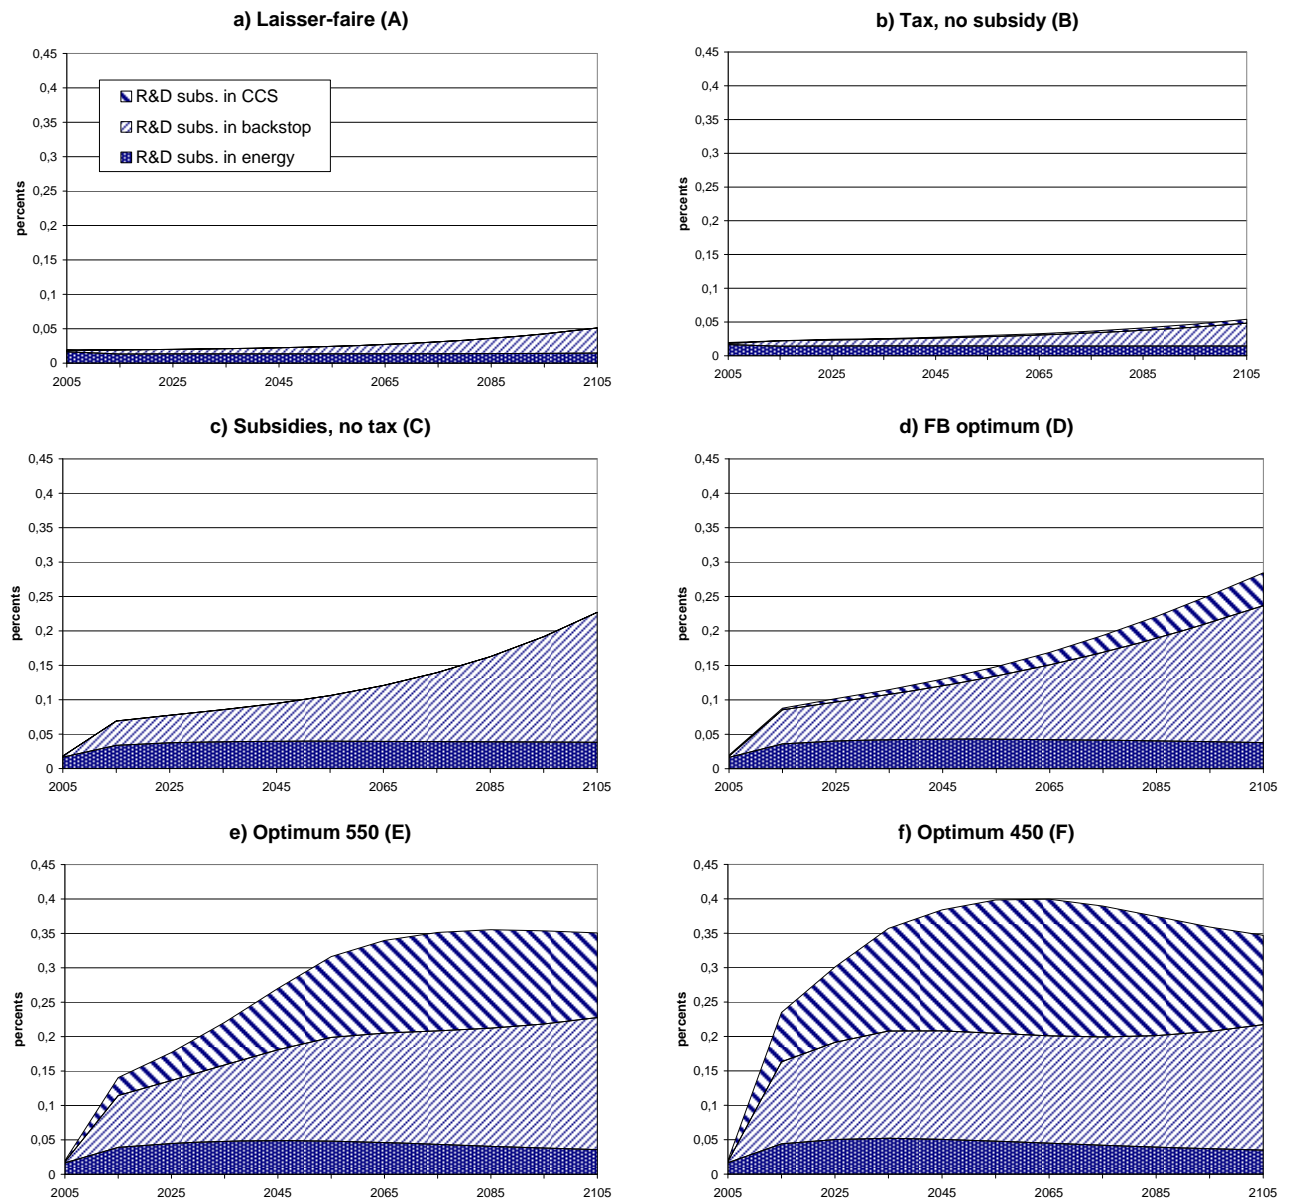 a) Laisser-faire (A)
0,45
0,4
0,35
0,3
0,25
0,2
0,15
0,1
0,05
0
percents
R&D subs. in CCS
R&D subs. in backstop
R&D subs. in energy
2005 2025 2045 2065 2085 2105
b) Tax, no subsidy (B)
0,45
0,4
0,35
0,3
0,25
0,2
0,15
0,1
0,05
0
percents
2005 2025 2045 2065 2085 2105
c) Subsidies, no tax (C)
0,45
0,4
0,35
0,3
0,25
0,2
0,15
0,1
0,05
0
percents
2005 2025 2045 2065 2085 2105
d) FB optimum (D)
0,45
0,4
0,35
0,3
0,25
0,2
0,15
0,1
0,05
0
percents
2005 2025 2045 2065 2085 2105
e) Optimum 550 (E)
0,45
0,4
0,35
0,3
0,25
0,2
0,15
0,1
0,05
0
percents
2005 2025 2045 2065 2085 2105
f) Optimum 450 (F)
0,45
0,4
0,35
0,3
0,25
0,2
0,15
0,1
0,05
0
percents
2005 2025 2045 2065 2085 2105